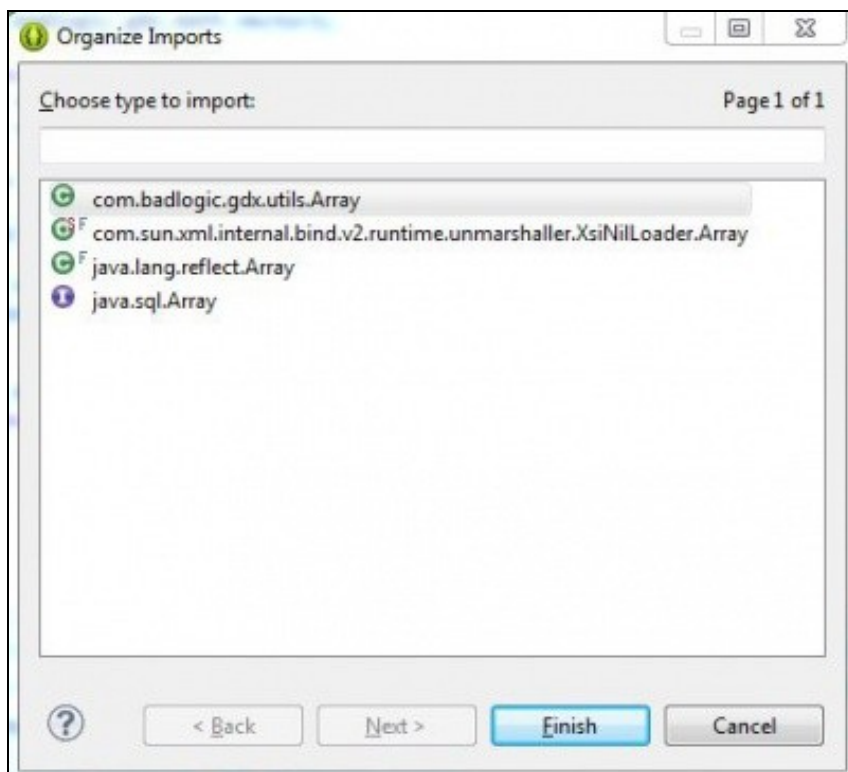 Organize Imports
Choose type to import: Page 1 of 1
com.badlogic.gdx.utils.Array
com.sun.xml.internal.bind.v2.runtime.unmarshaller.XsiNilLoader.Array
java.lang.reflect.Array
java.sql.Array
? < Back Next > Finish Cancel